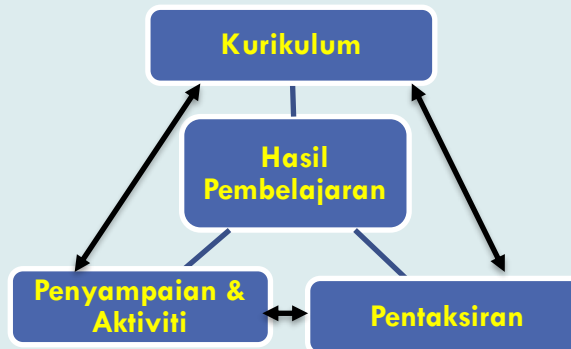 Kurikulum
Hasil
Pembelajaran
Penyampaian &
Aktiviti
Pentaksiran